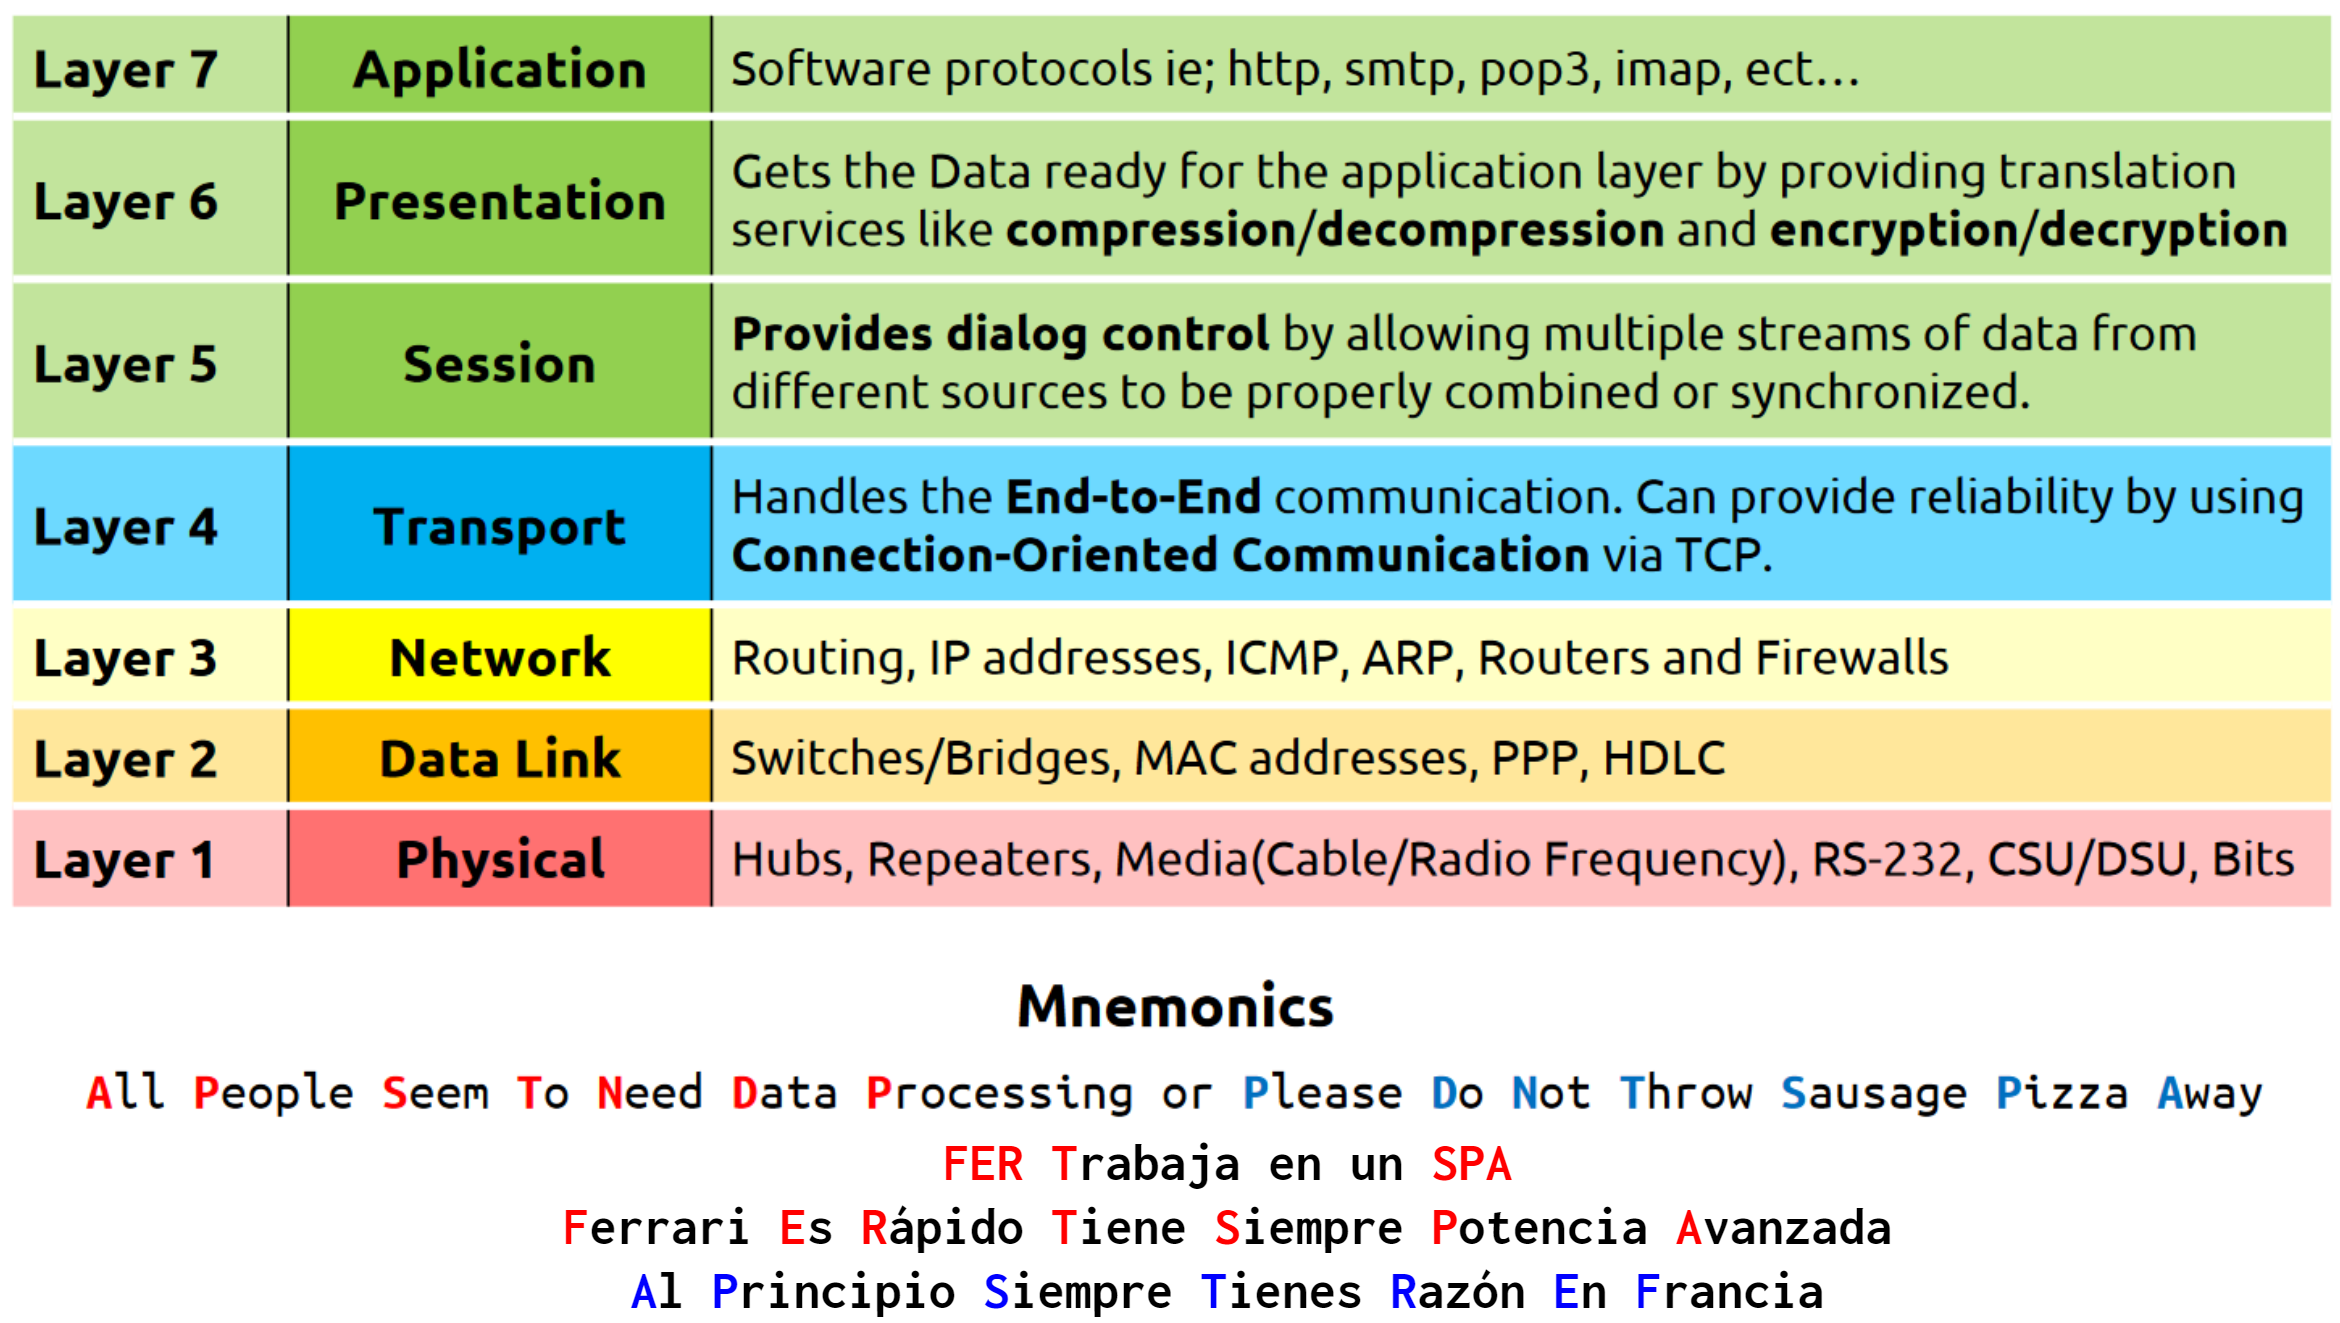 Layer 7 Application Software protocols ie; http, smtp, pop3, imap, ect...
Layer 6 Presentation Gets the Data ready for the application layer by providing translation
services like compression/decompression and encryption/decryption
Layer 5 Session Provides dialog control by allowing multiple streams of data from
different sources to be properly combined or synchronized.
Layer 4 Transport Handles the End-to-End communication. Can provide reliability by using
Connection-Oriented Communication via TCP.
Layer 3 Network Routing, IP addresses, ICMP, ARP, Routers and Firewalls
Layer 2 Data Link Switches/Bridges, MAC addresses, PPP, HDLC
Layer 1 Physical Hubs, Repeaters, Media(Cable/Radio Frequency), RS-232, CSU/DSU, Bits
Mnemonics
All People Seem To Need Data Processing or Please Do Not Throw Sausage Pizza Away
FER Trabaja en un SPA
Ferrari Es Rápido Tiene Siempre Potencia Avanzada
Al Principio Siempre Tienes Razón En Francia